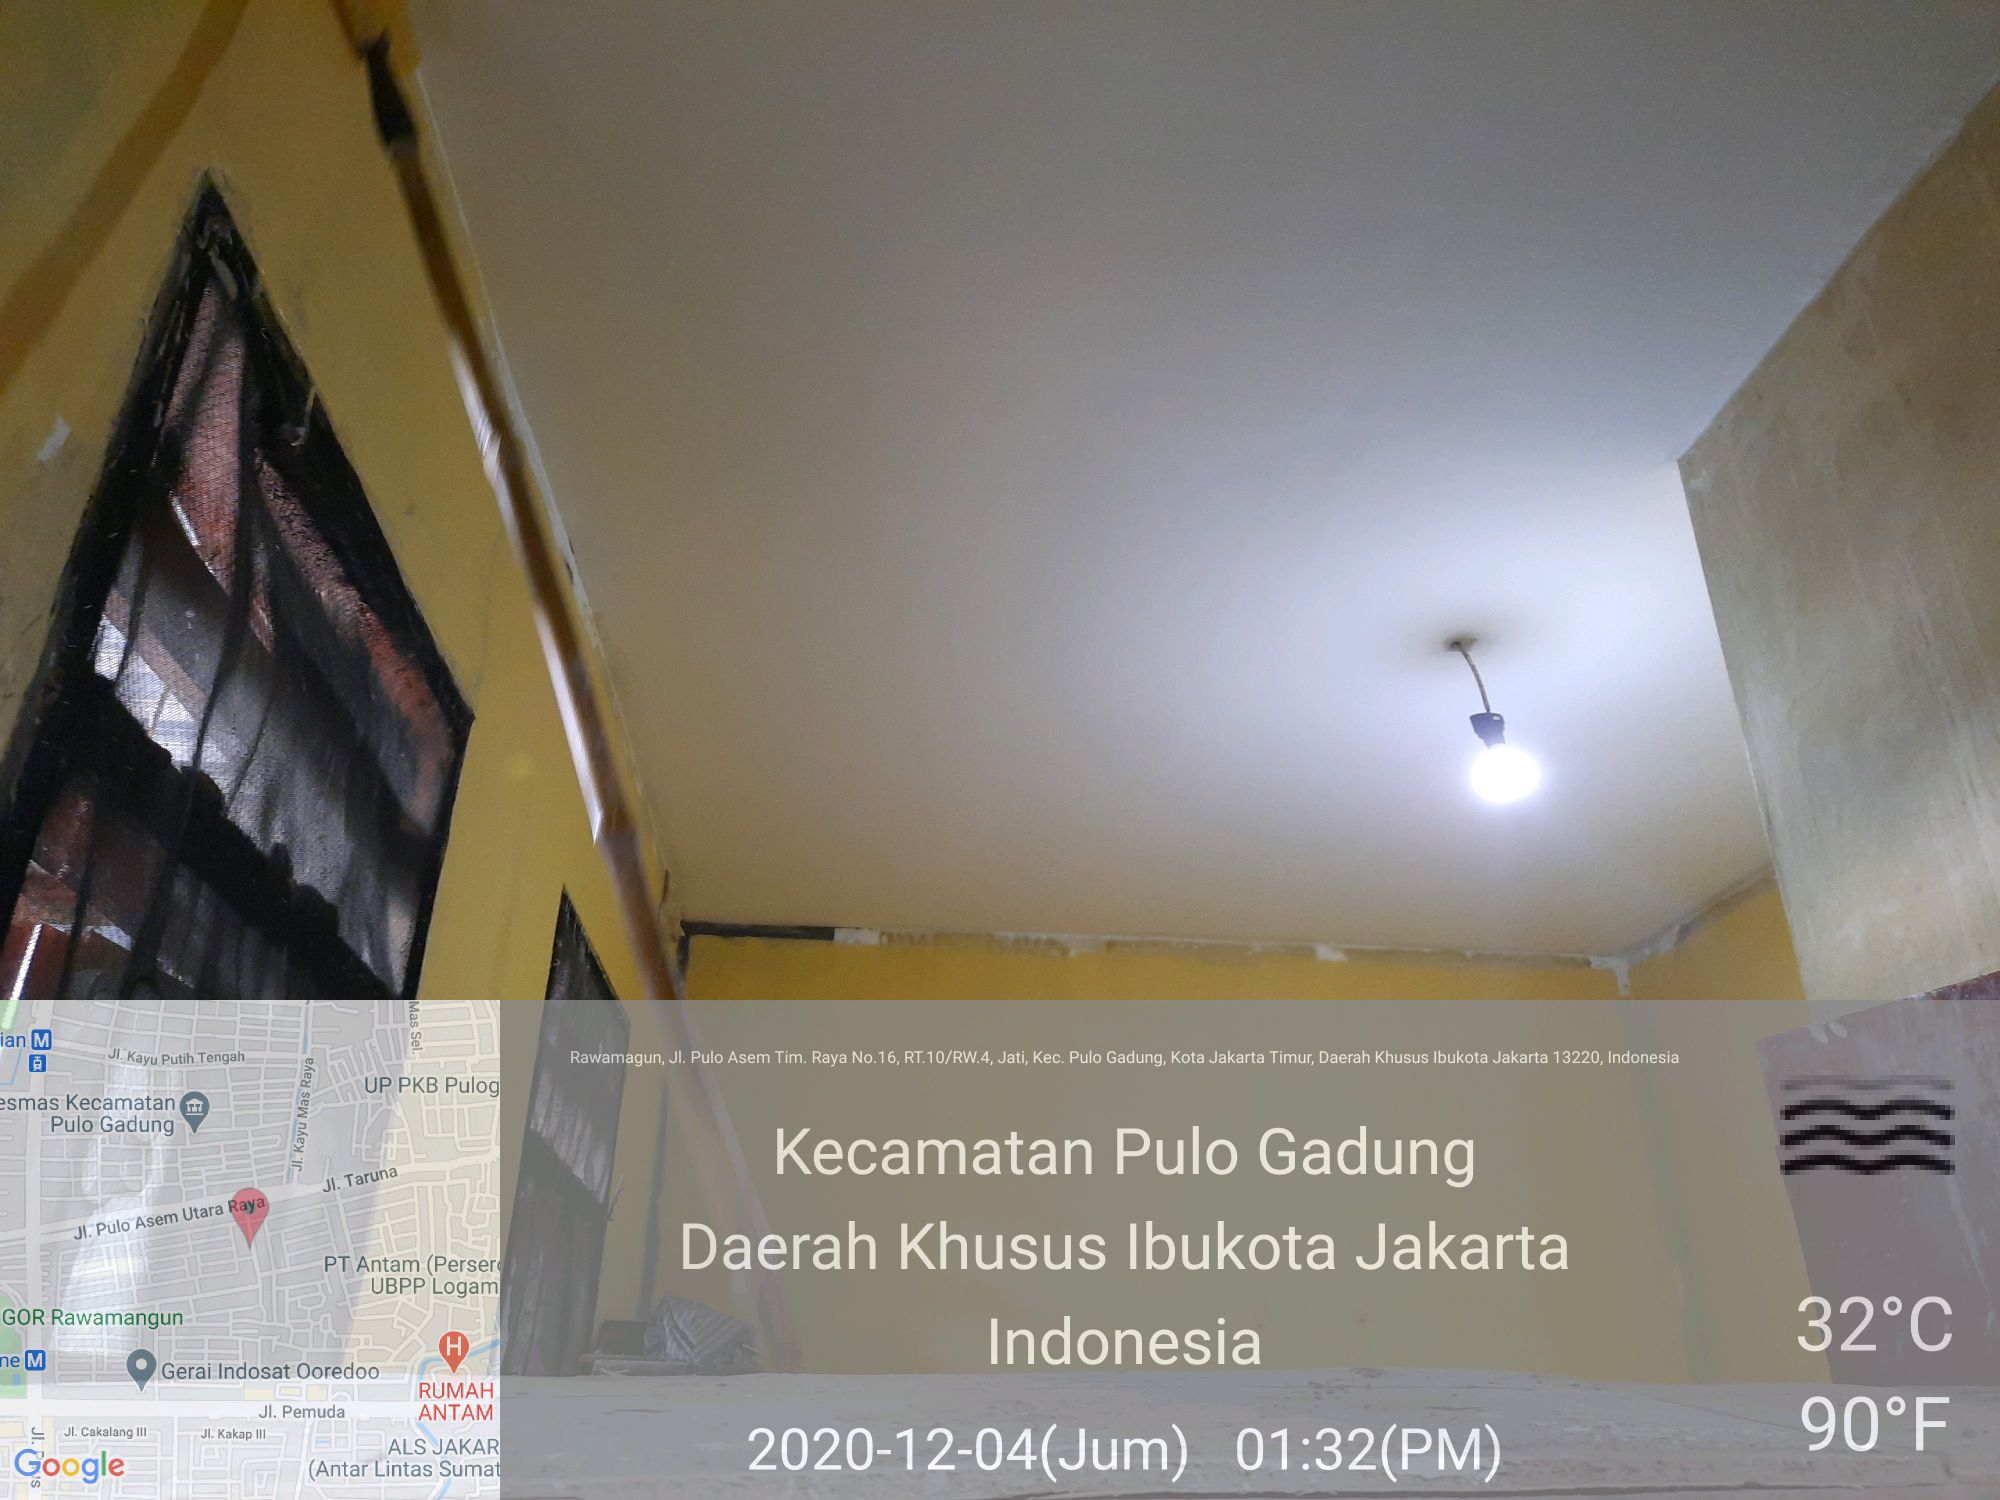 Rawamagun, Jl. Pulo Asem Tim. Raya No.16, RT.10/RW.4, Jati, Kec. Pulo Gadung, Kota Jakarta Timur, Daerah Khusus Ibukota Jakarta 13220, Indonesia
Kecamatan Pulo Gadung
Daerah Khusus Ibukota Jakarta
Indonesia
2020-12-04(Jum) 01:32(PM)
32°C
90°F
Mas Sel.
ian M
Jl. Kayu Putih Tengah
UP PKB Pulog
esmas Kecamatan
Pulo Gadung
Jl. Kayu Mas Raya
Jl. Taruna
Jl. Pulo Asem Utara Raya
PT Antam (Perser
UBPP Logam
GOR Rawamangun
ne M
H
Gerai Indosat Ooredoo
RUMAH
ANTAM
Jl. Pemuda
Jl. Cakalang III
Jl. Kakap III
ALS JAKAR
(Antar Lintas Sumat
Google